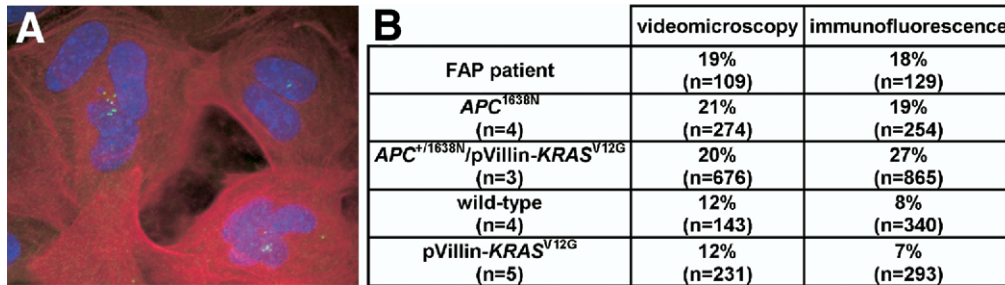 A
B
videomicroscopy immunofluorescence
FAP patient 19% (n=109) 18% (n=129)
APC1638N (n=4) 21% (n=274) 19% (n=254)
APC+/1638N/pVillin-KRASV12G (n=3) 20% (n=676) 27% (n=865)
wild-type (n=4) 12% (n=143) 8% (n=340)
pVillin-KRASV12G (n=5) 12% (n=231) 7% (n=293)